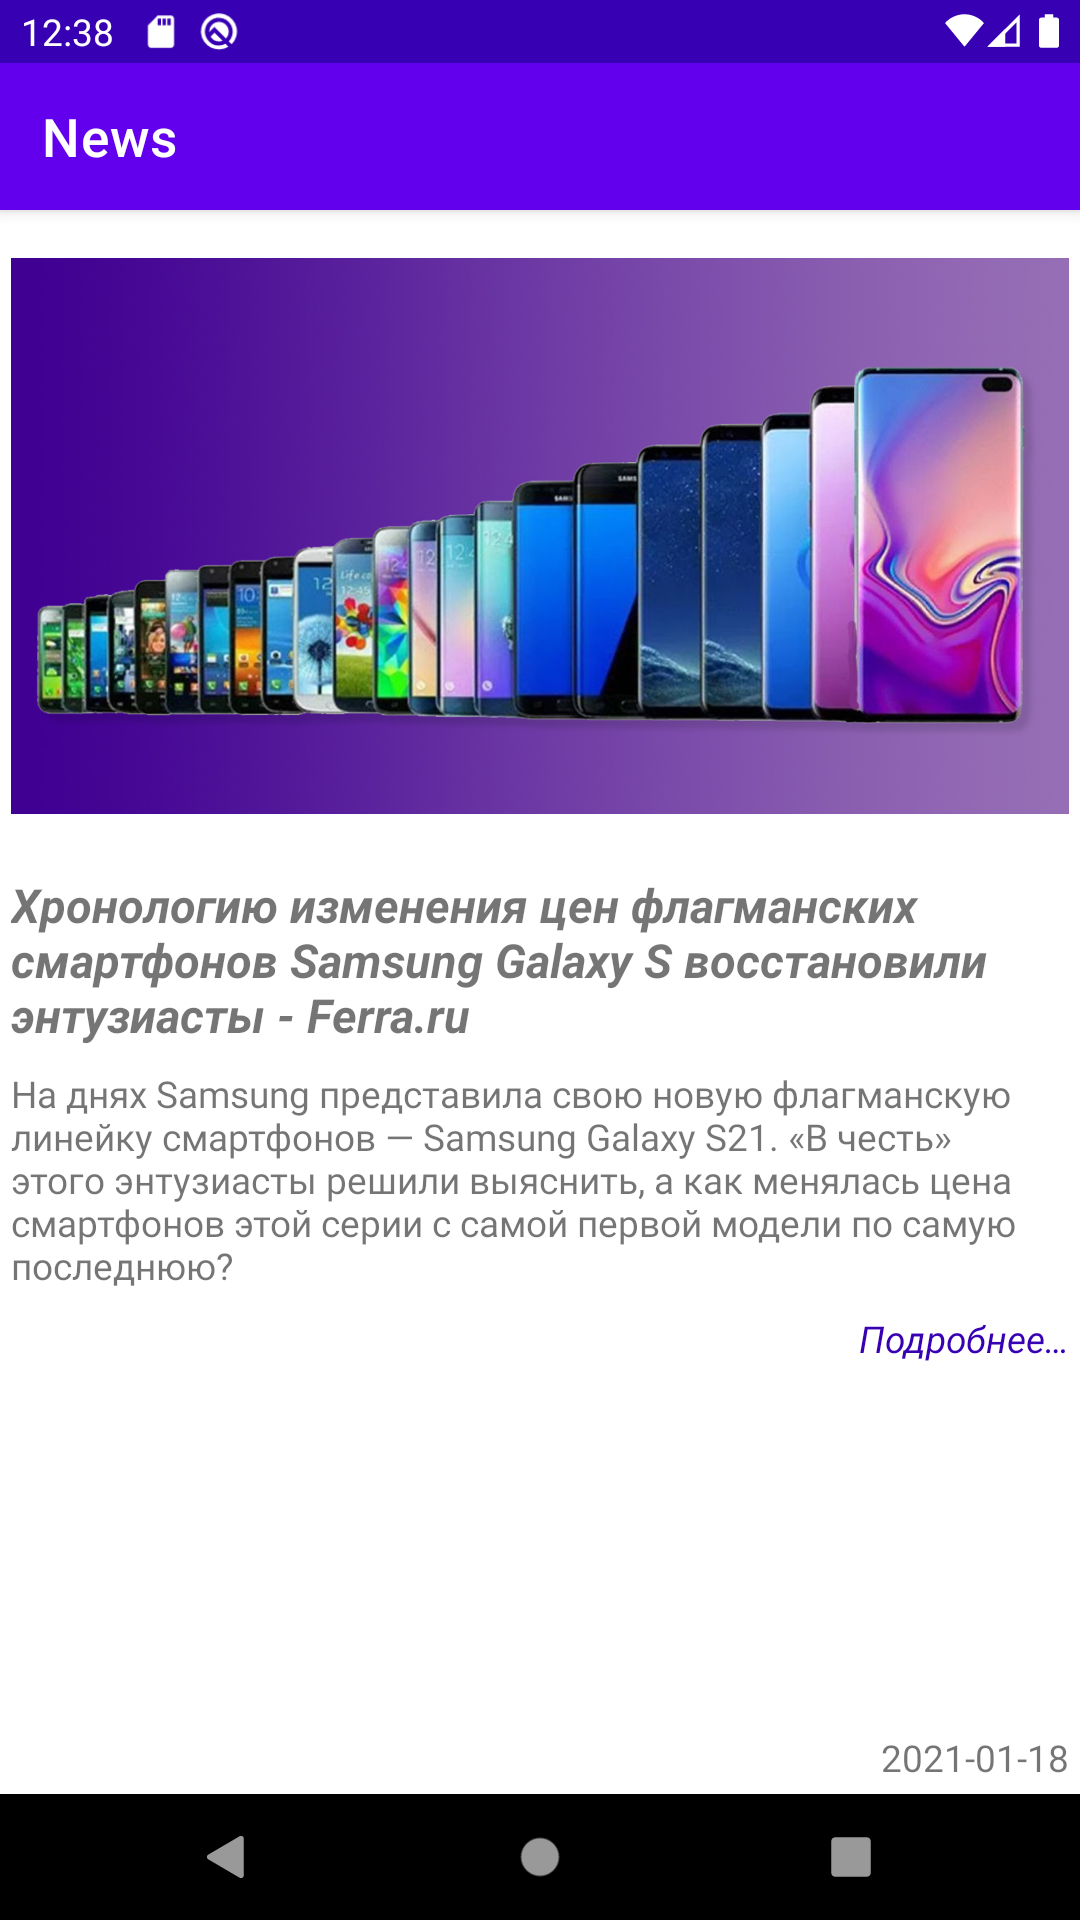 12:38
News
Хронологию изменения цен флагманских
смартфонов Samsung Galaxy S восстановили
энтузиасты - Ferra.ru
На днях Samsung представила свою новую флагманскую
линейку смартфонов — Samsung Galaxy S21. «В честь»
этого энтузиасты решили выяснить, а как менялась цена
смартфонов этой серии с самой первой модели по самую
последнюю?
Подробнее…
2021-01-18